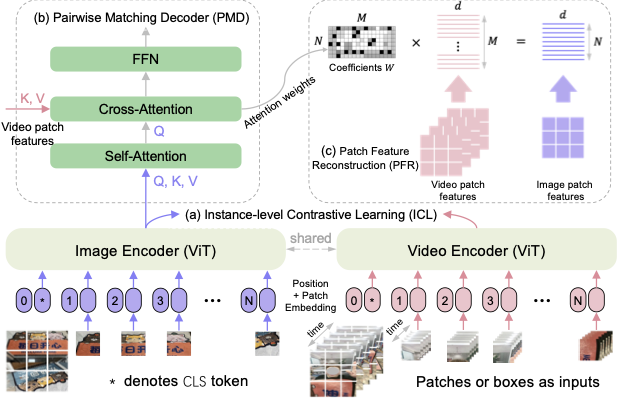 (b) Pairwise Matching Decoder (PMD)
FFN
Cross-Attention
Self-Attention
K, V
Video patch
features
Q
Q, K, V
Attention weights
M
N
Coefficients W
×
d
M
=
d
N
(c) Patch Feature
Reconstruction (PFR)
Video patch
features
Image patch
features
(a) Instance-level Contrastive Learning (ICL)
Image Encoder (ViT)
shared
Video Encoder (ViT)
0 * 1 2 3 ... N
Position
+ Patch
Embedding
0 * 1 2 3 ... N
time
time
* denotes CLS token
Patches or boxes as inputs